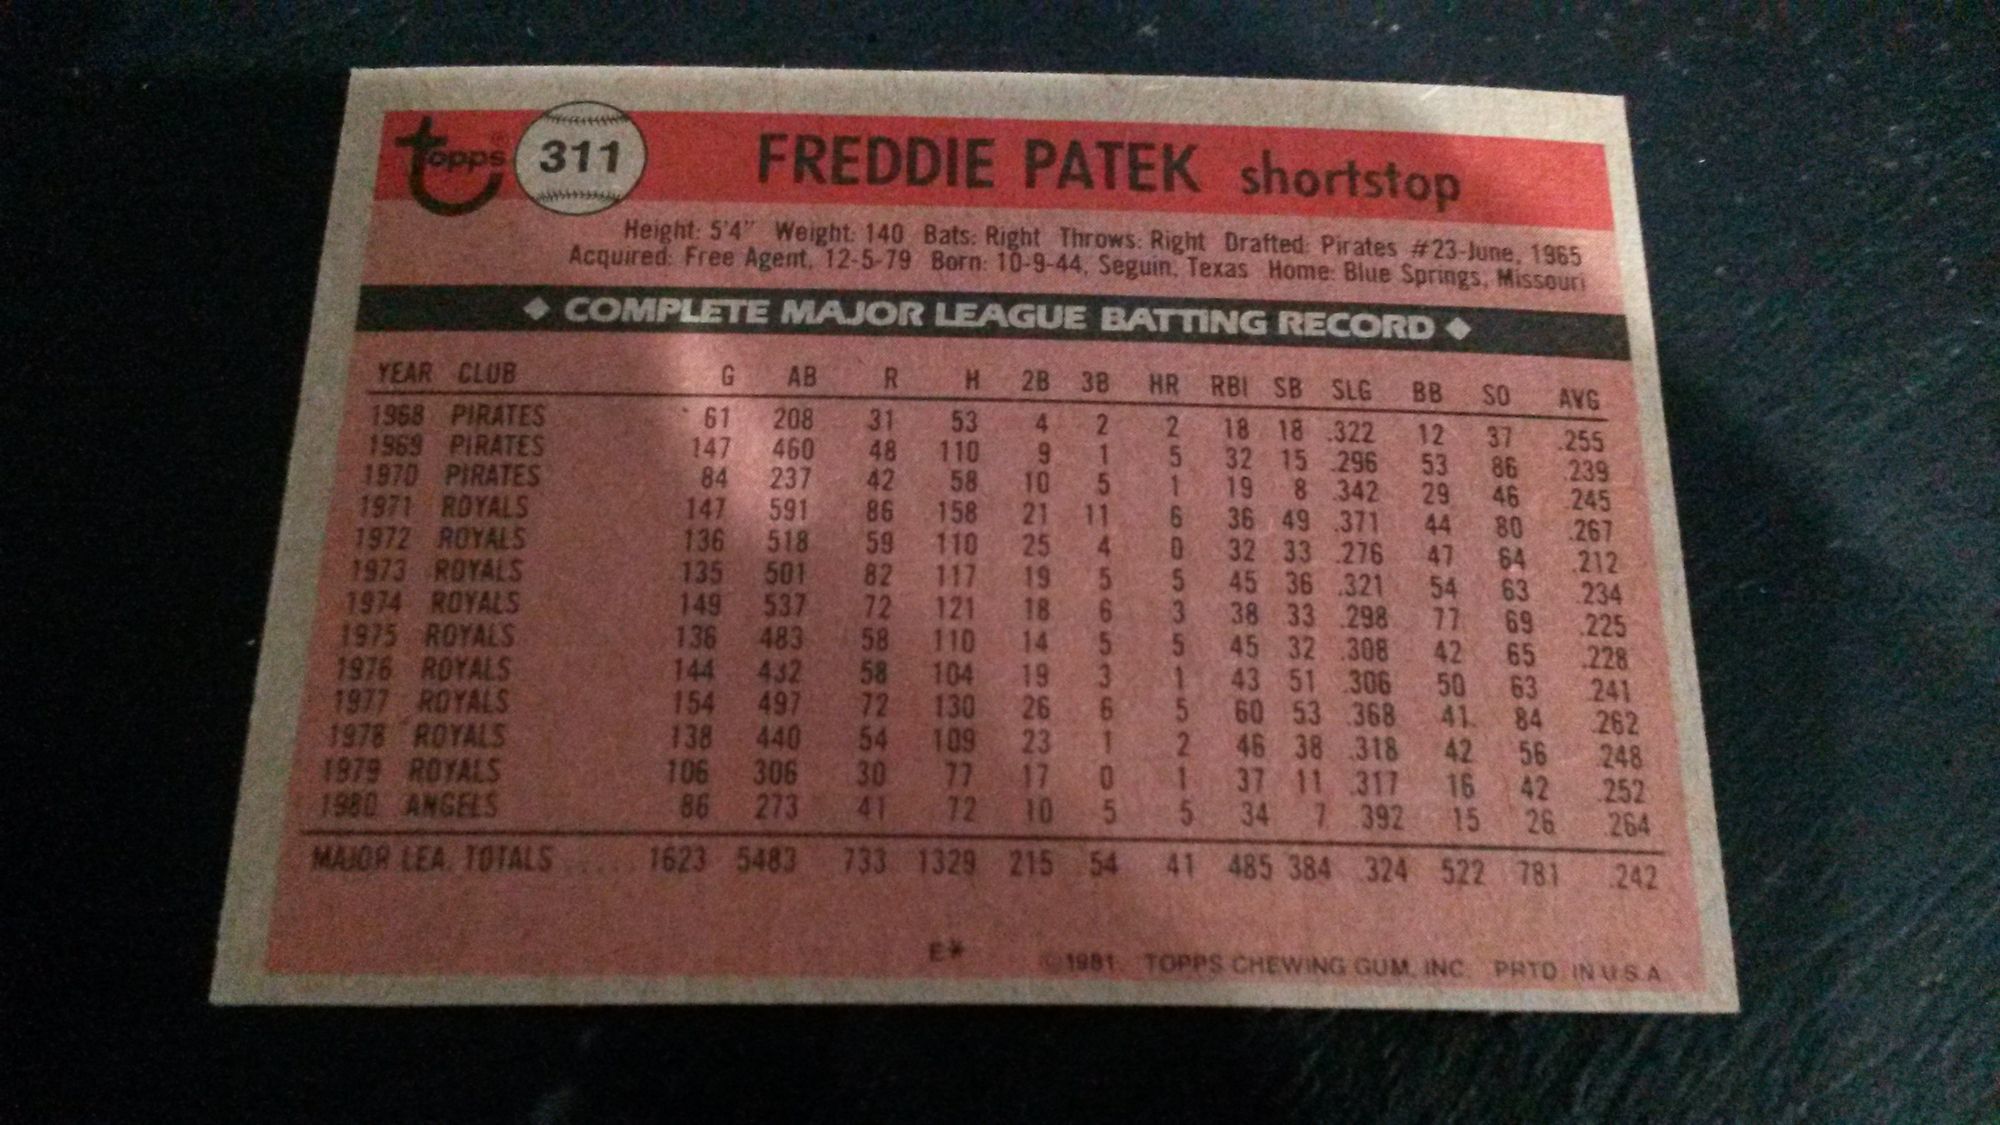 topps ® 311 FREDDIE PATEK shortstop
Height: 5'4" Weight: 140 Bats: Right Throws: Right Drafted: Pirates #23-June, 1965
Acquired: Free Agent, 12-5-79 Born: 10-9-44, Seguin, Texas Home: Blue Springs, Missouri
◆ COMPLETE MAJOR LEAGUE BATTING RECORD ◆
YEAR CLUB G AB R H 2B 3B HR RBI SB SLG BB SO AVG
1968 PIRATES 61 208 31 53 4 2 2 18 18 .322 12 37 .255
1969 PIRATES 147 460 48 110 9 1 5 32 15 .296 53 86 .239
1970 PIRATES 84 237 42 58 10 5 1 19 8 .342 29 46 .245
1971 ROYALS 147 591 86 158 21 11 6 36 49 .371 44 80 .267
1972 ROYALS 136 518 59 110 25 4 0 32 33 .276 47 64 .212
1973 ROYALS 135 501 82 117 19 5 5 45 36 .321 54 63 .234
1974 ROYALS 149 537 72 121 18 6 3 38 33 .298 77 69 .225
1975 ROYALS 136 483 58 110 14 5 5 45 32 .308 42 65 .228
1976 ROYALS 144 432 58 104 19 3 1 43 51 .306 50 63 .241
1977 ROYALS 154 497 72 130 26 6 5 60 53 .368 41 84 .262
1978 ROYALS 138 440 54 109 23 1 2 46 38 .318 42 56 .248
1979 ROYALS 106 306 30 77 17 0 1 37 11 .317 16 42 .252
1980 ANGELS 86 273 41 72 10 5 5 34 7 .392 15 26 .264
MAJOR LEA. TOTALS ..... 1623 5483 733 1329 215 54 41 485 384 .324 522 781 .242
E* ©1981 TOPPS CHEWING GUM, INC. PRTD. IN U.S.A.